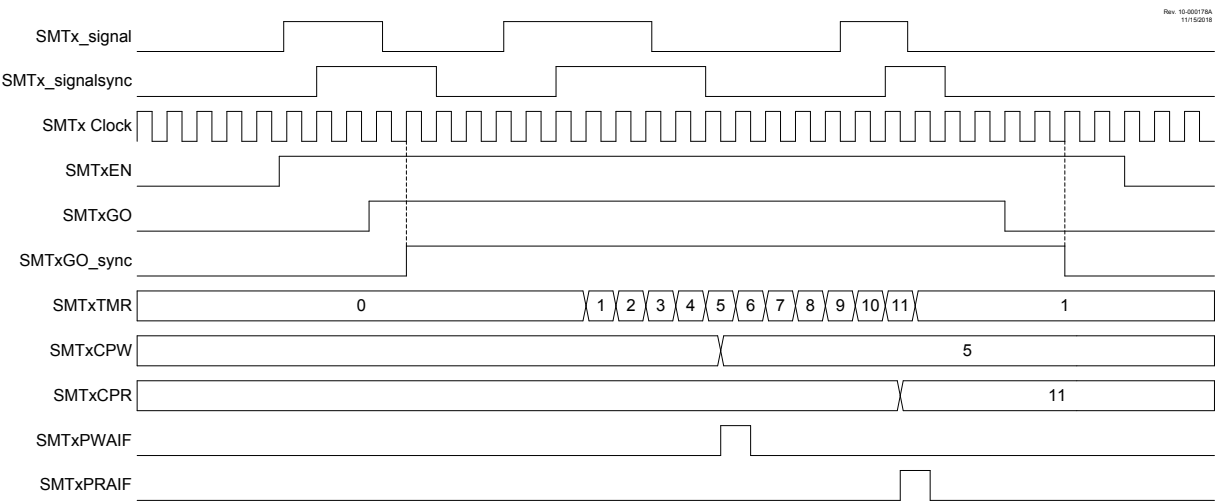 Rev. 10-000178A
11/15/2018
SMTx_signal
SMTx_signalsync
SMTx Clock
SMTxEN
SMTxGO
SMTxGO_sync
SMTxTMR 0 1 2 3 4 5 6 7 8 9 10 11 1
SMTxCPW 5
SMTxCPR 11
SMTxPWAIF
SMTxPRAIF